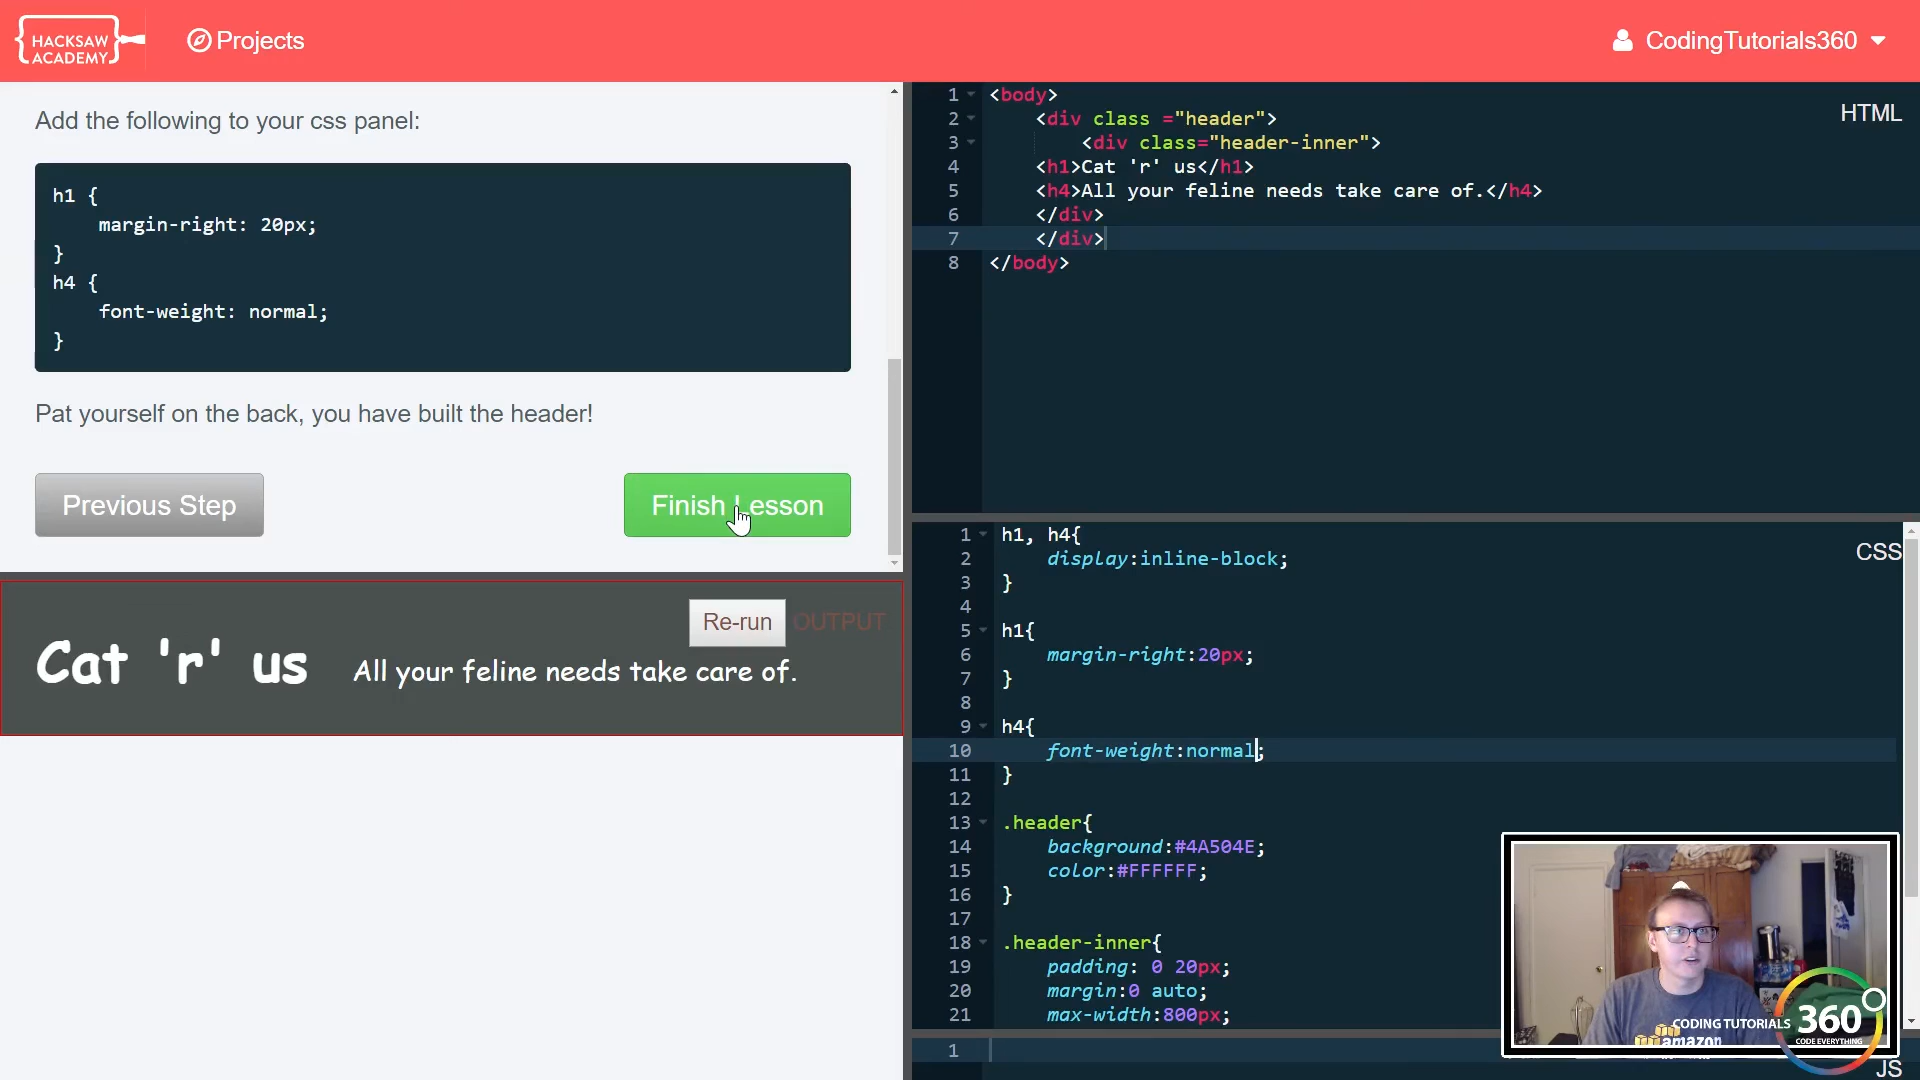 HACKSAW
ACADEMY
Projects
CodingTutorials360
Add the following to your css panel:
h1 {
margin-right: 20px;
}
h4 {
font-weight: normal;
}
Pat yourself on the back, you have built the header!
Previous Step
Finish Lesson
Re-run
OUTPUT
Cat 'r' us
All your feline needs take care of.
HTML
1 <body>
2 <div class ="header">
3 <div class="header-inner">
4 <h1>Cat 'r' us</h1>
5 <h4>All your feline needs take care of.</h4>
6 </div>
7 </div>
8 </body>
CSS
1 h1, h4{
2 display:inline-block;
3 }
4
5 h1{
6 margin-right:20px;
7 }
8
9 h4{
10 font-weight:normal;
11 }
12
13 .header{
14 background:#4A504E;
15 color:#FFFFFF;
16 }
17
18 .header-inner{
19 padding: 0 20px;
20 margin:0 auto;
21 max-width:800px;
1
JS
CODING TUTORIALS 360
CODE EVERYTHING
amazon